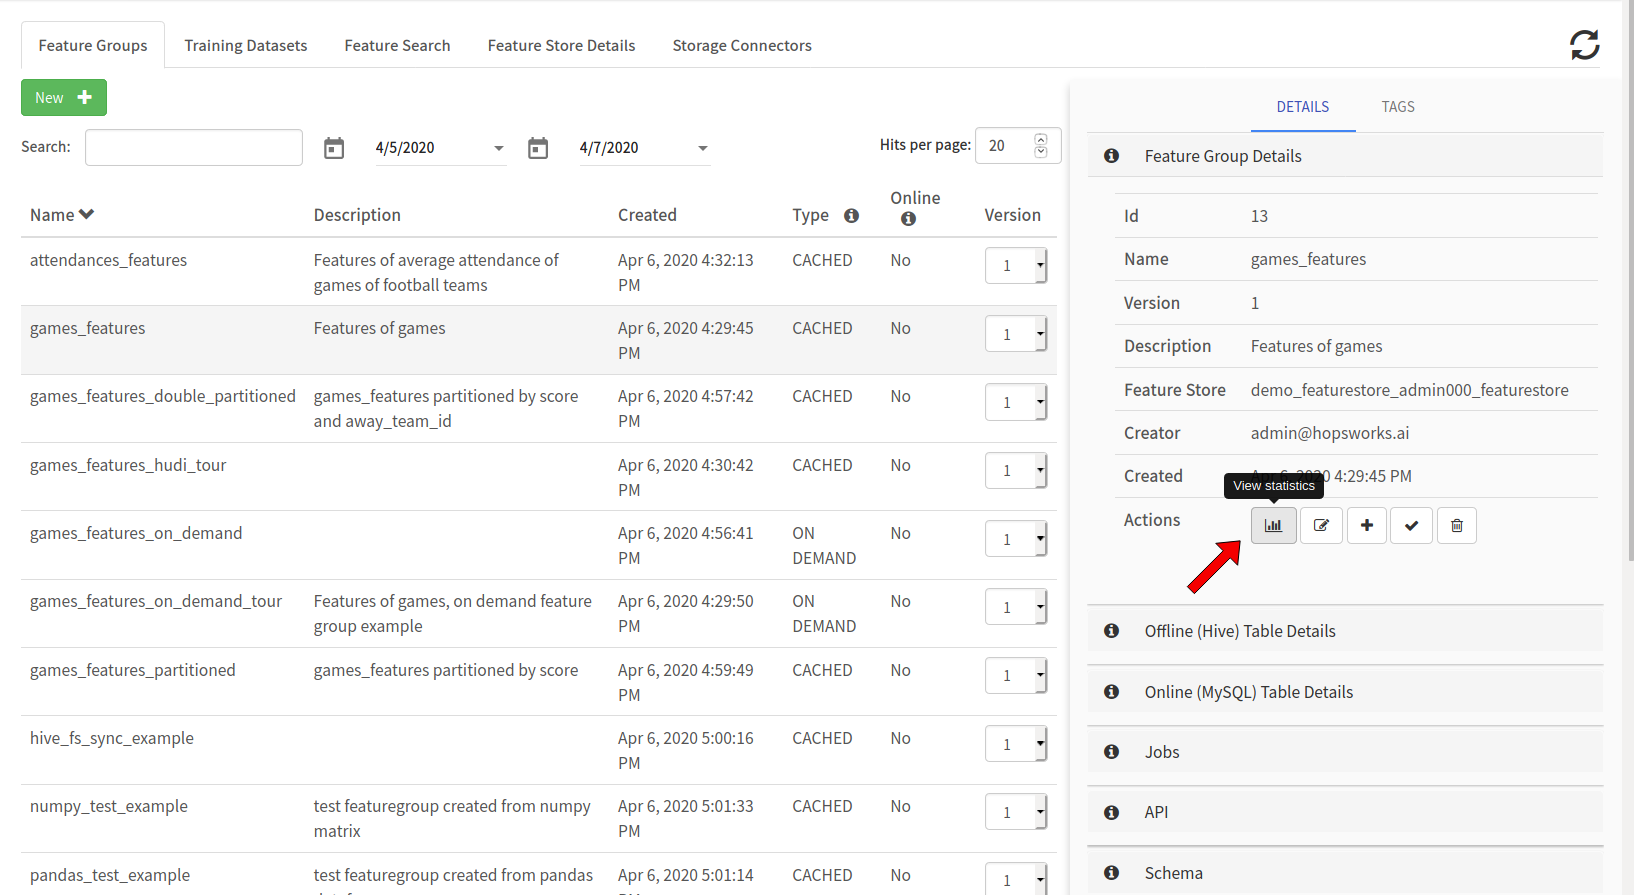 Feature Groups Training Datasets Feature Search Feature Store Details Storage Connectors
New
Search: 4/5/2020 4/7/2020 Hits per page: 20
Name Description Created Type Online Version
attendances_features Features of average attendance of Apr 6, 2020 4:32:13 CACHED No 1
games of football teams PM
games_features Features of games Apr 6, 2020 4:29:45 CACHED No 1
PM
games_features_double_partitioned games_features partitioned by score Apr 6, 2020 4:57:42 CACHED No 1
and away_team_id PM
games_features_hudi_tour Apr 6, 2020 4:30:42 CACHED No 1
PM
games_features_on_demand Apr 6, 2020 4:56:41 ON No 1
PM DEMAND
games_features_on_demand_tour Features of games, on demand feature Apr 6, 2020 4:29:50 ON No 1
group example PM DEMAND
games_features_partitioned games_features partitioned by score Apr 6, 2020 4:59:49 CACHED No 1
PM
hive_fs_sync_example Apr 6, 2020 5:00:16 CACHED No 1
PM
numpy_test_example test featuregroup created from numpy Apr 6, 2020 5:01:33 CACHED No 1
matrix PM
pandas_test_example test featuregroup created from pandas Apr 6, 2020 5:01:14 CACHED No 1
DETAILS TAGS
Feature Group Details
Id 13
Name games_features
Version 1
Description Features of games
Feature Store demo_featurestore_admin000_featurestore
Creator admin@hopsworks.ai
Created Apr 6, 2020 4:29:45 PM
View statistics
Actions
Offline (Hive) Table Details
Online (MySQL) Table Details
Jobs
API
Schema